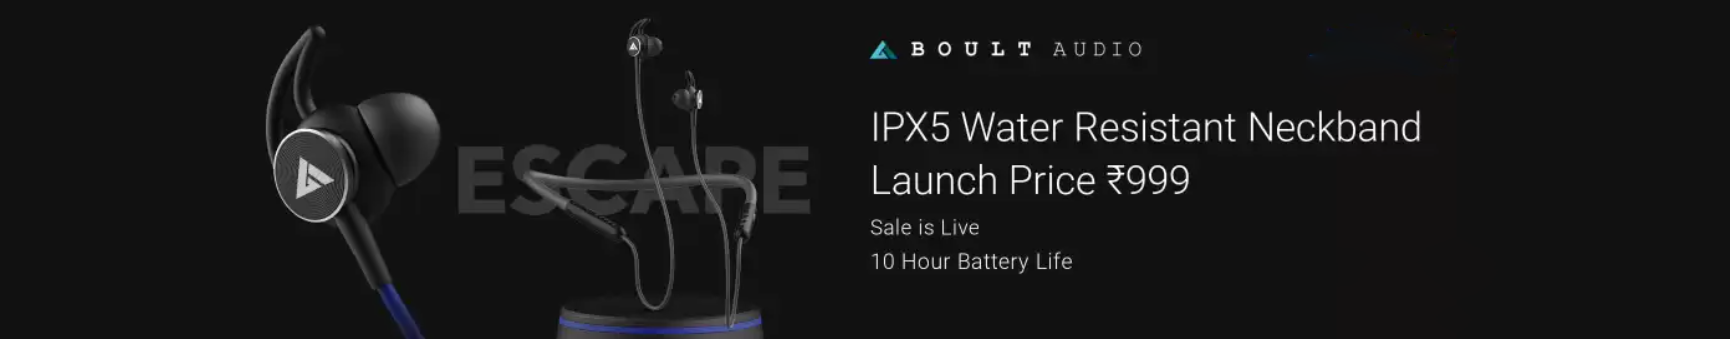 ESCAPE
BOULT AUDIO
IPX5 Water Resistant Neckband
Launch Price ₹999
Sale is Live
10 Hour Battery Life